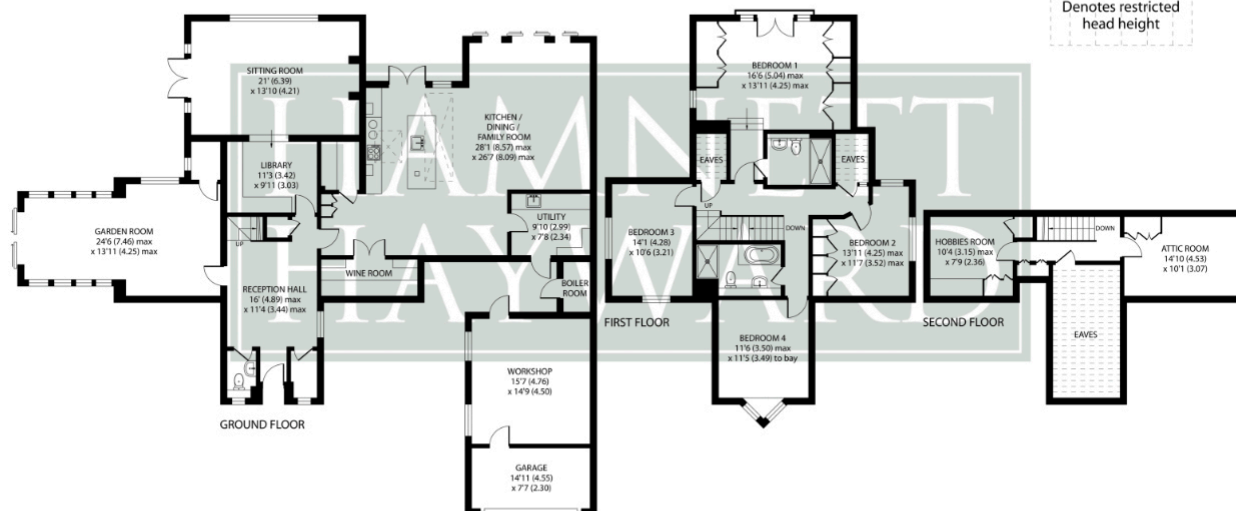 Denotes restricted
head height
SITTING ROOM
21' (6.39)
x 13'10 (4.21)
KITCHEN /
DINING /
FAMILY ROOM
28'1 (8.57) max
x 26'7 (8.09) max
LIBRARY
11'3 (3.42)
x 9'11 (3.03)
GARDEN ROOM
24'6 (7.46) max
x 13'11 (4.25) max
UP
RECEPTION HALL
16' (4.89) max
x 11'4 (3.44) max
WINE ROOM
UTILITY
9'10 (2.99)
x 7'8 (2.34)
BOILER
ROOM
WORKSHOP
15'7 (4.76)
x 14'9 (4.50)
GARAGE
14'11 (4.55)
x 7'7 (2.30)
GROUND FLOOR
BEDROOM 1
16'6 (5.04) max
x 13'11 (4.25) max
EAVES
EAVES
UP
DOWN
BEDROOM 3
14'1 (4.28)
x 10'6 (3.21)
BEDROOM 2
13'11 (4.25) max
x 11'7 (3.52) max
BEDROOM 4
11'6 (3.50) max
x 11'5 (3.49) to bay
FIRST FLOOR
HOBBIES ROOM
10'4 (3.15) max
x 7'9 (2.36)
DOWN
ATTIC ROOM
14'10 (4.53)
x 10'1 (3.07)
EAVES
SECOND FLOOR
HAMNETT
HAYWARD